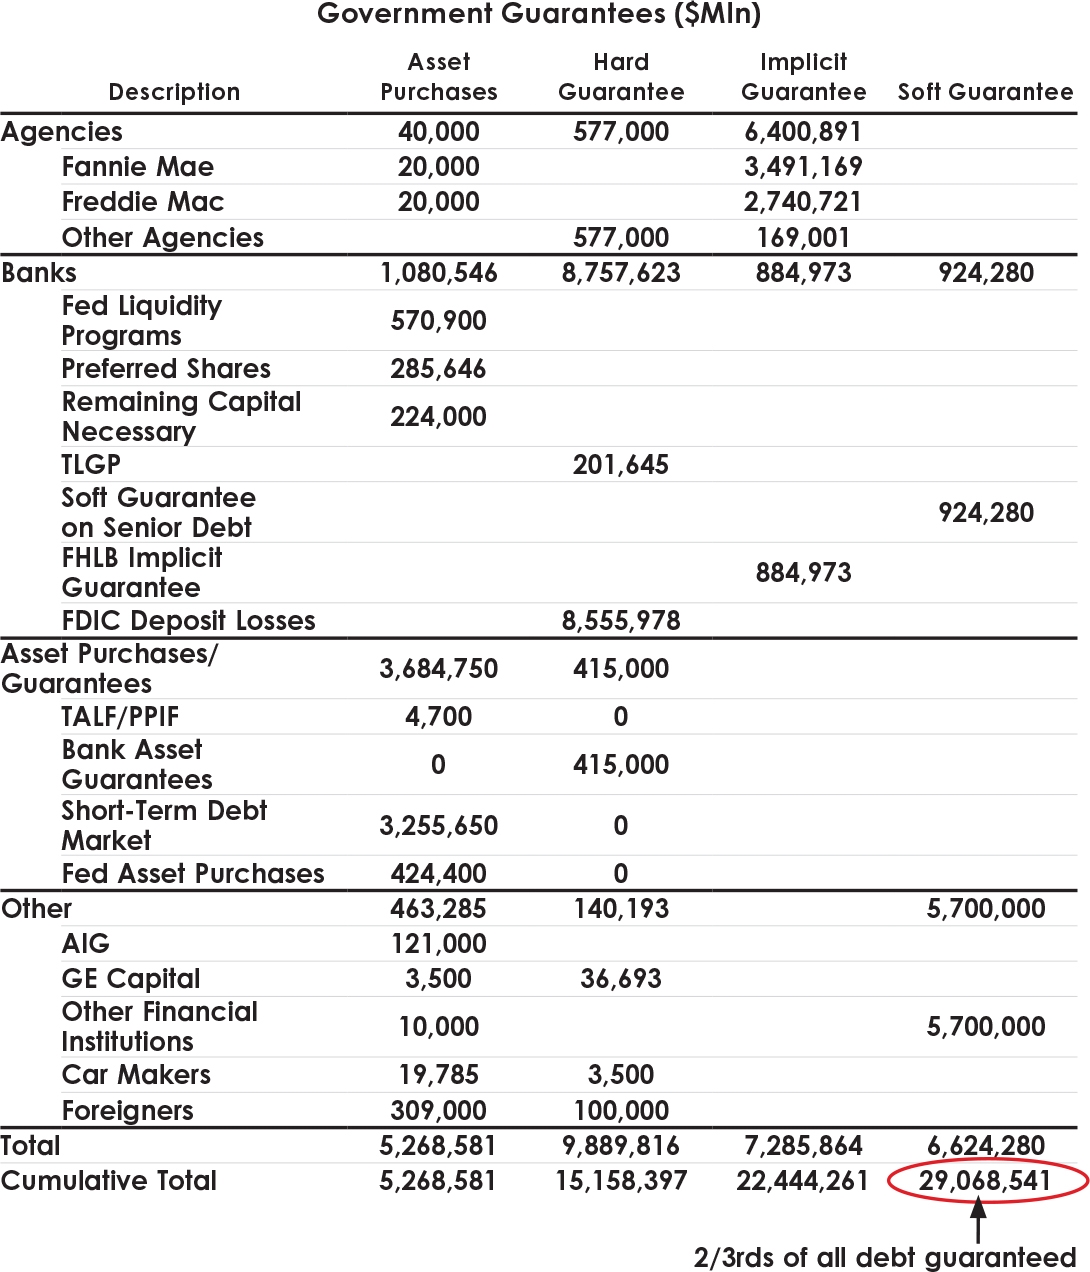 Government Guarantees ($Mln)
Description Asset Purchases Hard Guarantee Implicit Guarantee Soft Guarantee
Agencies 40,000 577,000 6,400,891
Fannie Mae 20,000 3,491,169
Freddie Mac 20,000 2,740,721
Other Agencies 577,000 169,001
Banks 1,080,546 8,757,623 884,973 924,280
Fed Liquidity Programs 570,900
Preferred Shares 285,646
Remaining Capital Necessary 224,000
TLGP 201,645
Soft Guarantee on Senior Debt 924,280
FHLB Implicit Guarantee 884,973
FDIC Deposit Losses 8,555,978
Asset Purchases/ Guarantees 3,684,750 415,000
TALF/PPIF 4,700 0
Bank Asset Guarantees 0 415,000
Short-Term Debt Market 3,255,650 0
Fed Asset Purchases 424,400 0
Other 463,285 140,193 5,700,000
AIG 121,000
GE Capital 3,500 36,693
Other Financial Institutions 10,000 5,700,000
Car Makers 19,785 3,500
Foreigners 309,000 100,000
Total 5,268,581 9,889,816 7,285,864 6,624,280
Cumulative Total 5,268,581 15,158,397 22,444,261 29,068,541
2/3rds of all debt guaranteed